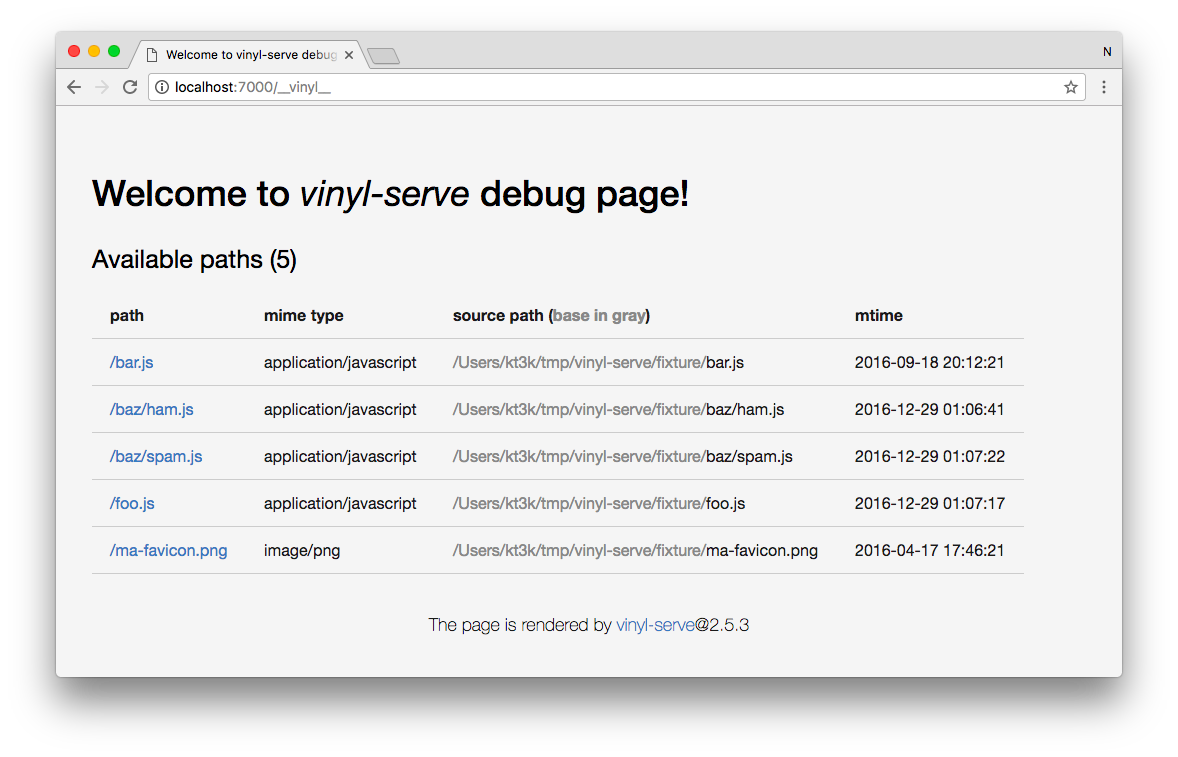 Welcome to vinyl-serve debug
N
localhost:7000/__vinyl__
Welcome to vinyl-serve debug page!
Available paths (5)
path mime type source path (base in gray) mtime
/bar.js application/javascript /Users/kt3k/tmp/vinyl-serve/fixture/bar.js 2016-09-18 20:12:21
/baz/ham.js application/javascript /Users/kt3k/tmp/vinyl-serve/fixture/baz/ham.js 2016-12-29 01:06:41
/baz/spam.js application/javascript /Users/kt3k/tmp/vinyl-serve/fixture/baz/spam.js 2016-12-29 01:07:22
/foo.js application/javascript /Users/kt3k/tmp/vinyl-serve/fixture/foo.js 2016-12-29 01:07:17
/ma-favicon.png image/png /Users/kt3k/tmp/vinyl-serve/fixture/ma-favicon.png 2016-04-17 17:46:21
The page is rendered by vinyl-serve@2.5.3